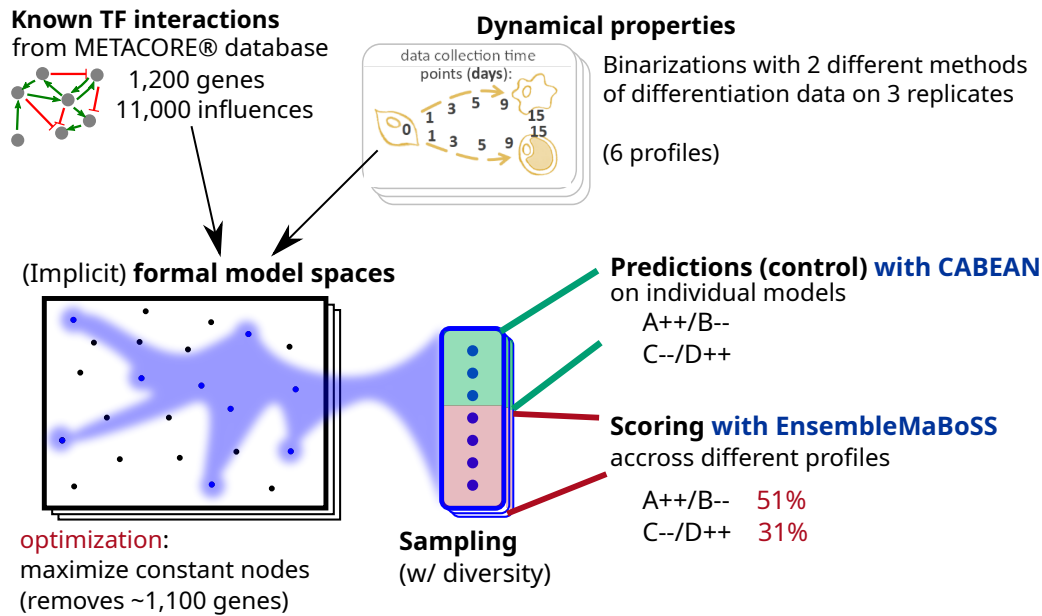 Known TF interactions
from METACORE® database
1,200 genes
11,000 influences
Dynamical properties
data collection time
points (days):
0
1 3 5 9 15
1 3 5 9 15
Binarizations with 2 different methods
of differentiation data on 3 replicates
(6 profiles)
(Implicit) formal model spaces
optimization:
maximize constant nodes
(removes ~1,100 genes)
Sampling
(w/ diversity)
Predictions (control) with CABEAN
on individual models
A++/B--
C--/D++
Scoring with EnsembleMaBoSS
accross different profiles
A++/B-- 51%
C--/D++ 31%